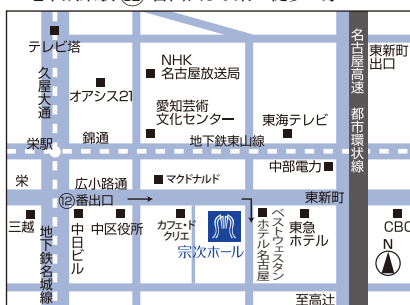 テレビ塔
NHK
名古屋放送局
オアシス21
愛知芸術
文化センター
東海テレビ
久屋大通
名古屋高速 都市環状線
東新町
出口
栄駅
錦通
地下鉄東山線
中部電力
栄
広小路通
マクドナルド
東新町
⑫番出口
三越
地下鉄名城線
中日ビル
中区役所
カフェ・ド
クリエ
宗次ホール
ベストウェスタン
ホテル名古屋
東急
ホテル
CBC
N
至高辻